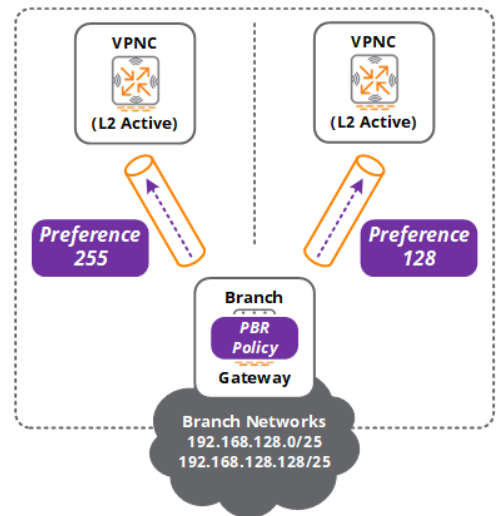 VPNC
(L2 Active)
VPNC
(L2 Active)
Preference
255
Preference
128
Branch
PBR
Policy
Gateway
Branch Networks
192.168.128.0/25
192.168.128.128/25